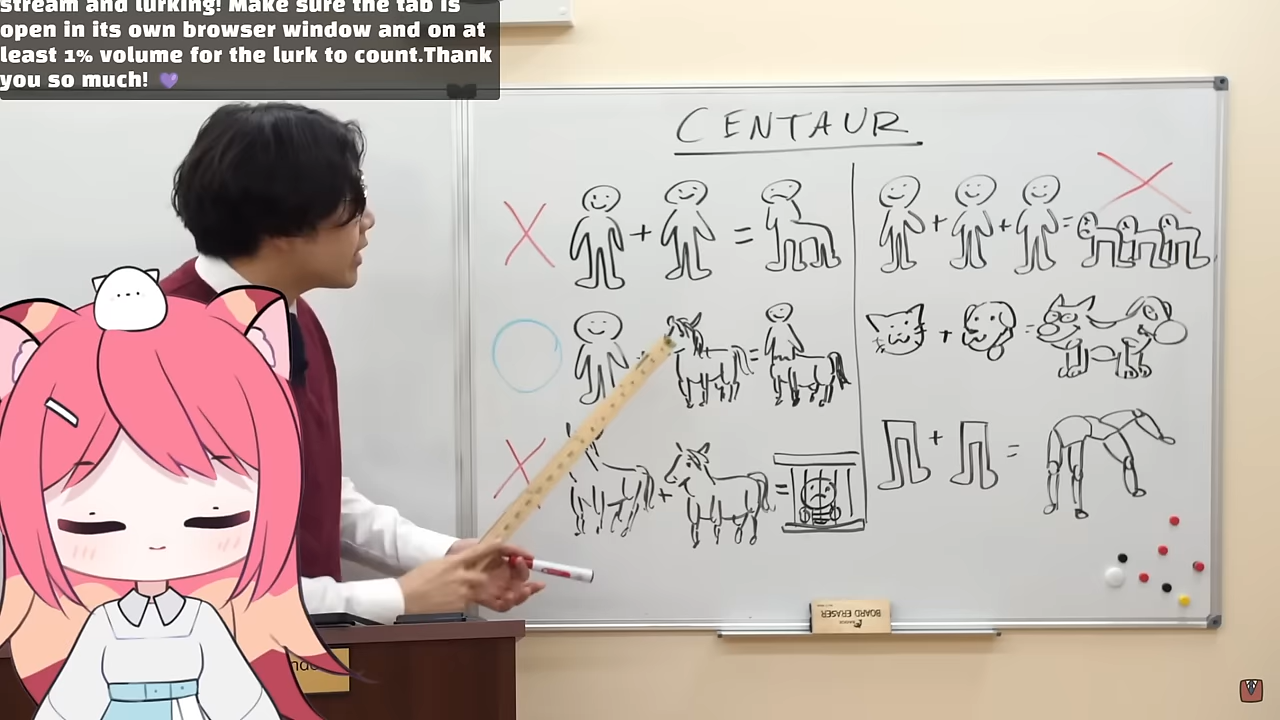 stream and lurking! Make sure the tab is
open in its own browser window and on at
least 1% volume for the lurk to count.Thank
you so much! 💜
CENTAUR
X + =
+ + = X
+ =
+ =
X + =
+ =
BOARD ERASER